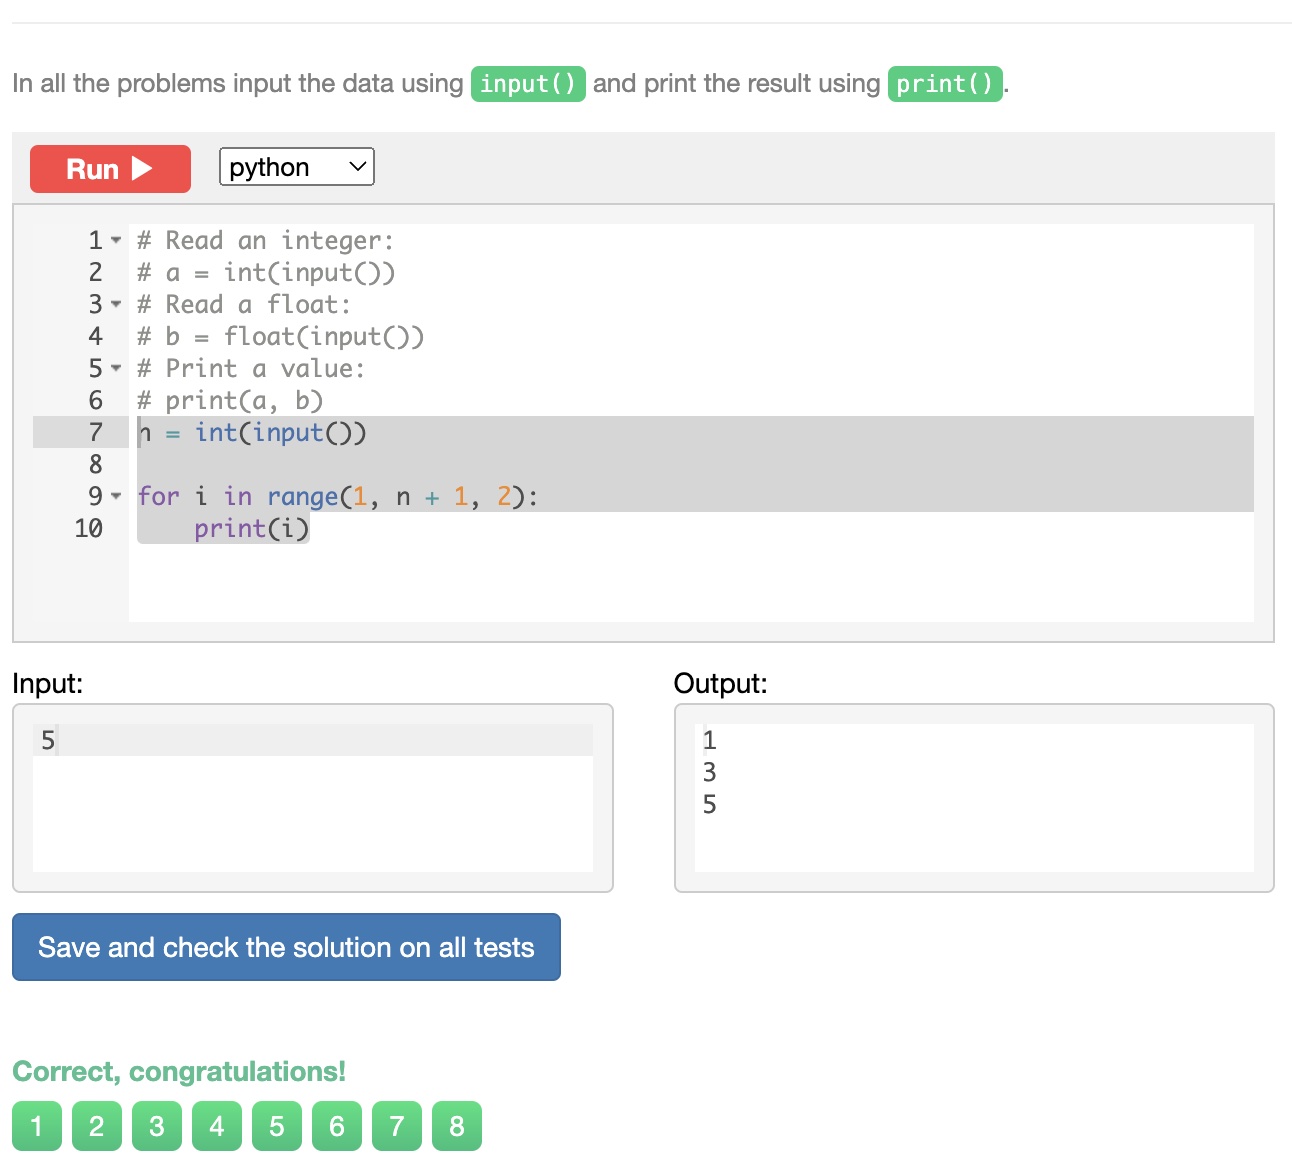 In all the problems input the data using input() and print the result using print().
Run
python
1 # Read an integer:
2 # a = int(input())
3 # Read a float:
4 # b = float(input())
5 # Print a value:
6 # print(a, b)
7 n = int(input())
8
9 for i in range(1, n + 1, 2):
10     print(i)
Input:
5
Output:
1
3
5
Save and check the solution on all tests
Correct, congratulations!
1 2 3 4 5 6 7 8